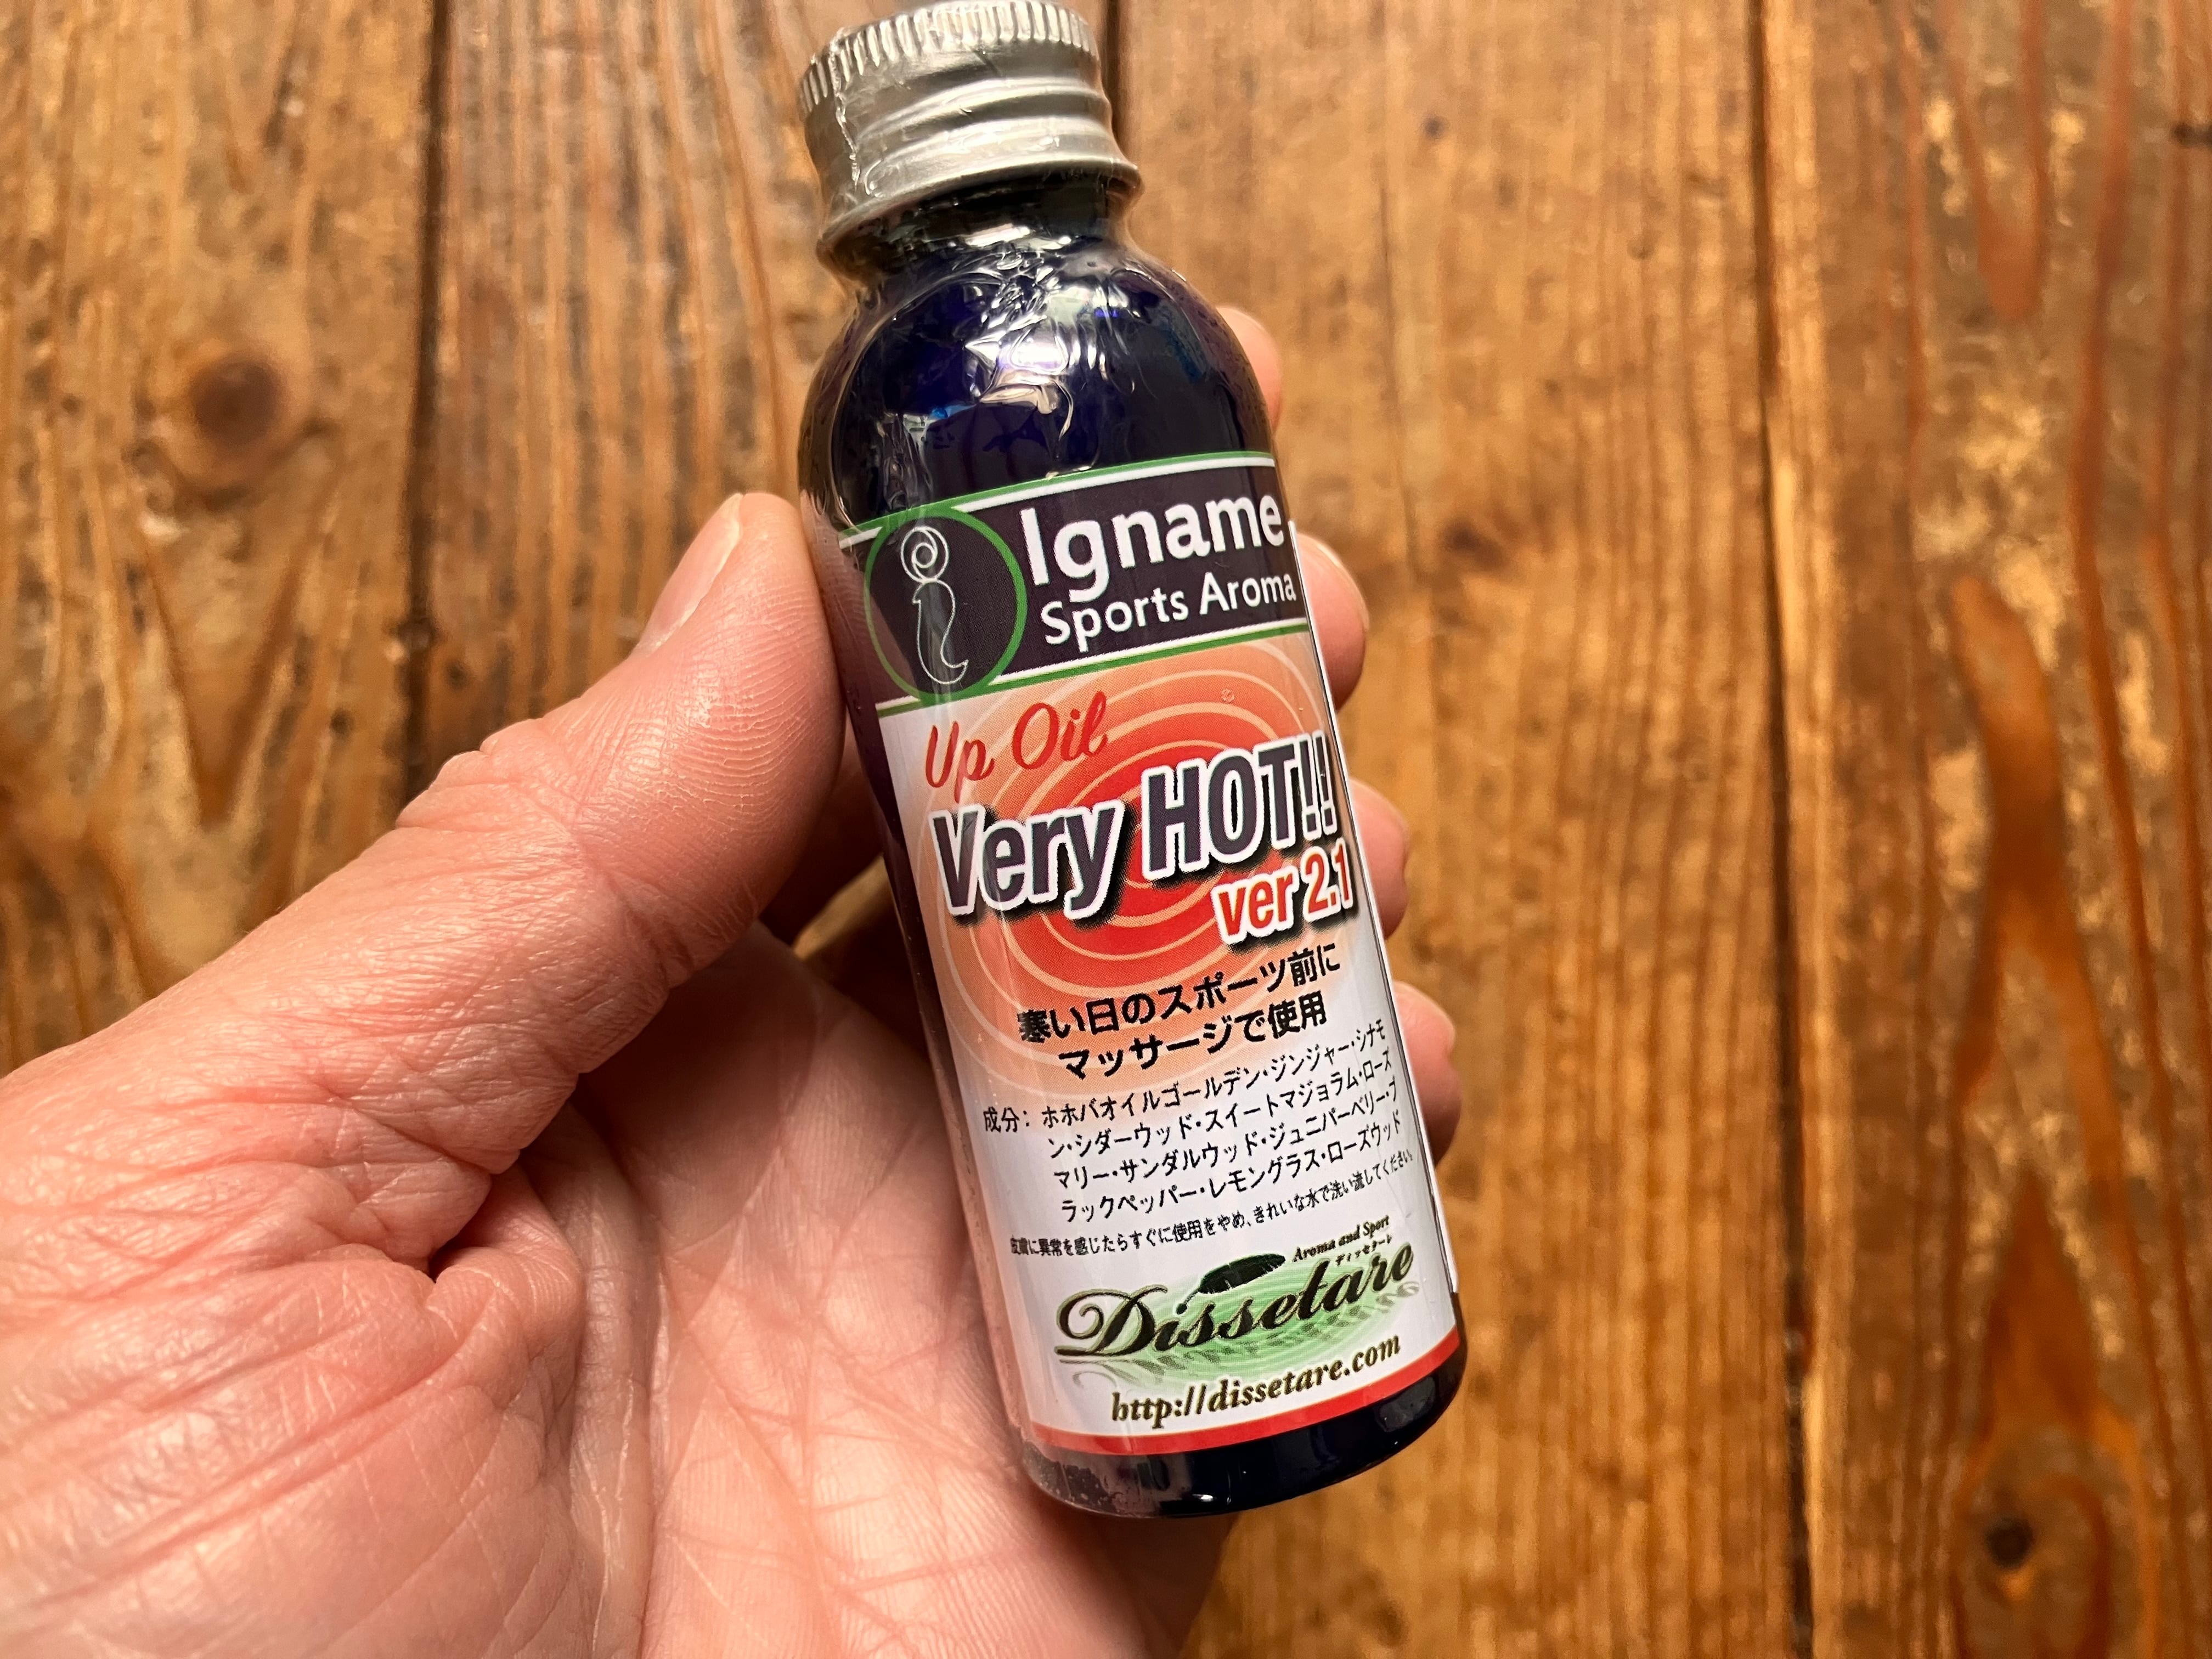 Igname
Sports Aroma
Up Oil
Very HOT!!
ver 2.1
寒い日のスポーツ前に
マッサージで使用
成分：ホホバオイルゴールデン・ジンジャー・シナモ
ン・シダーウッド・スイートマジョラム・ローズ
マリー・サンダルウッド・ジュニパーベリー・ブ
ラックペッパー・レモングラス・ローズウッド
皮膚に異常を感じたらすぐに使用をやめ、きれいな水で洗い流してください。
Aroma and Sport
ディッセターレ
Dissetare
http://dissetare.com